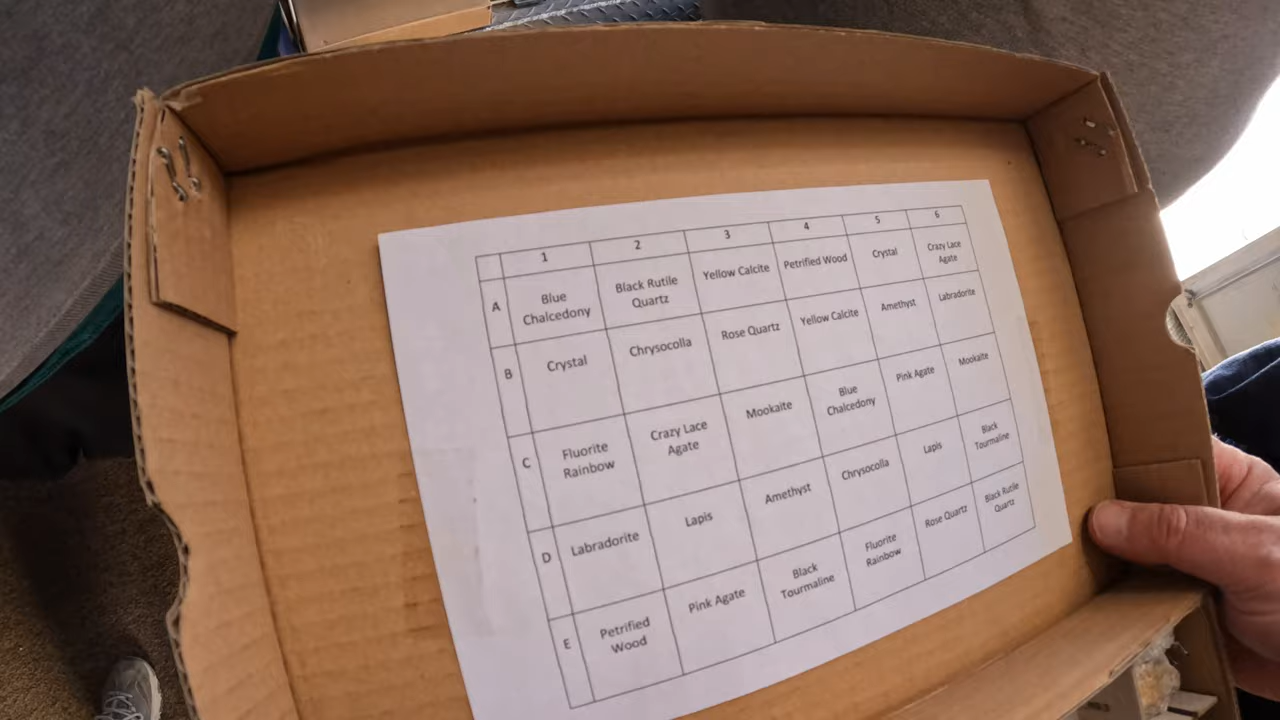 1 2 3 4 5 6
A Blue Chalcedony Black Rutile Quartz Yellow Calcite Petrified Wood Crystal Crazy Lace Agate
B Crystal Chrysocolla Rose Quartz Yellow Calcite Amethyst Labradorite
C Fluorite Rainbow Crazy Lace Agate Mookaite Blue Chalcedony Pink Agate Mookaite
D Labradorite Lapis Amethyst Chrysocolla Lapis Black Tourmaline
E Petrified Wood Pink Agate Black Tourmaline Fluorite Rainbow Rose Quartz Black Rutile Quartz